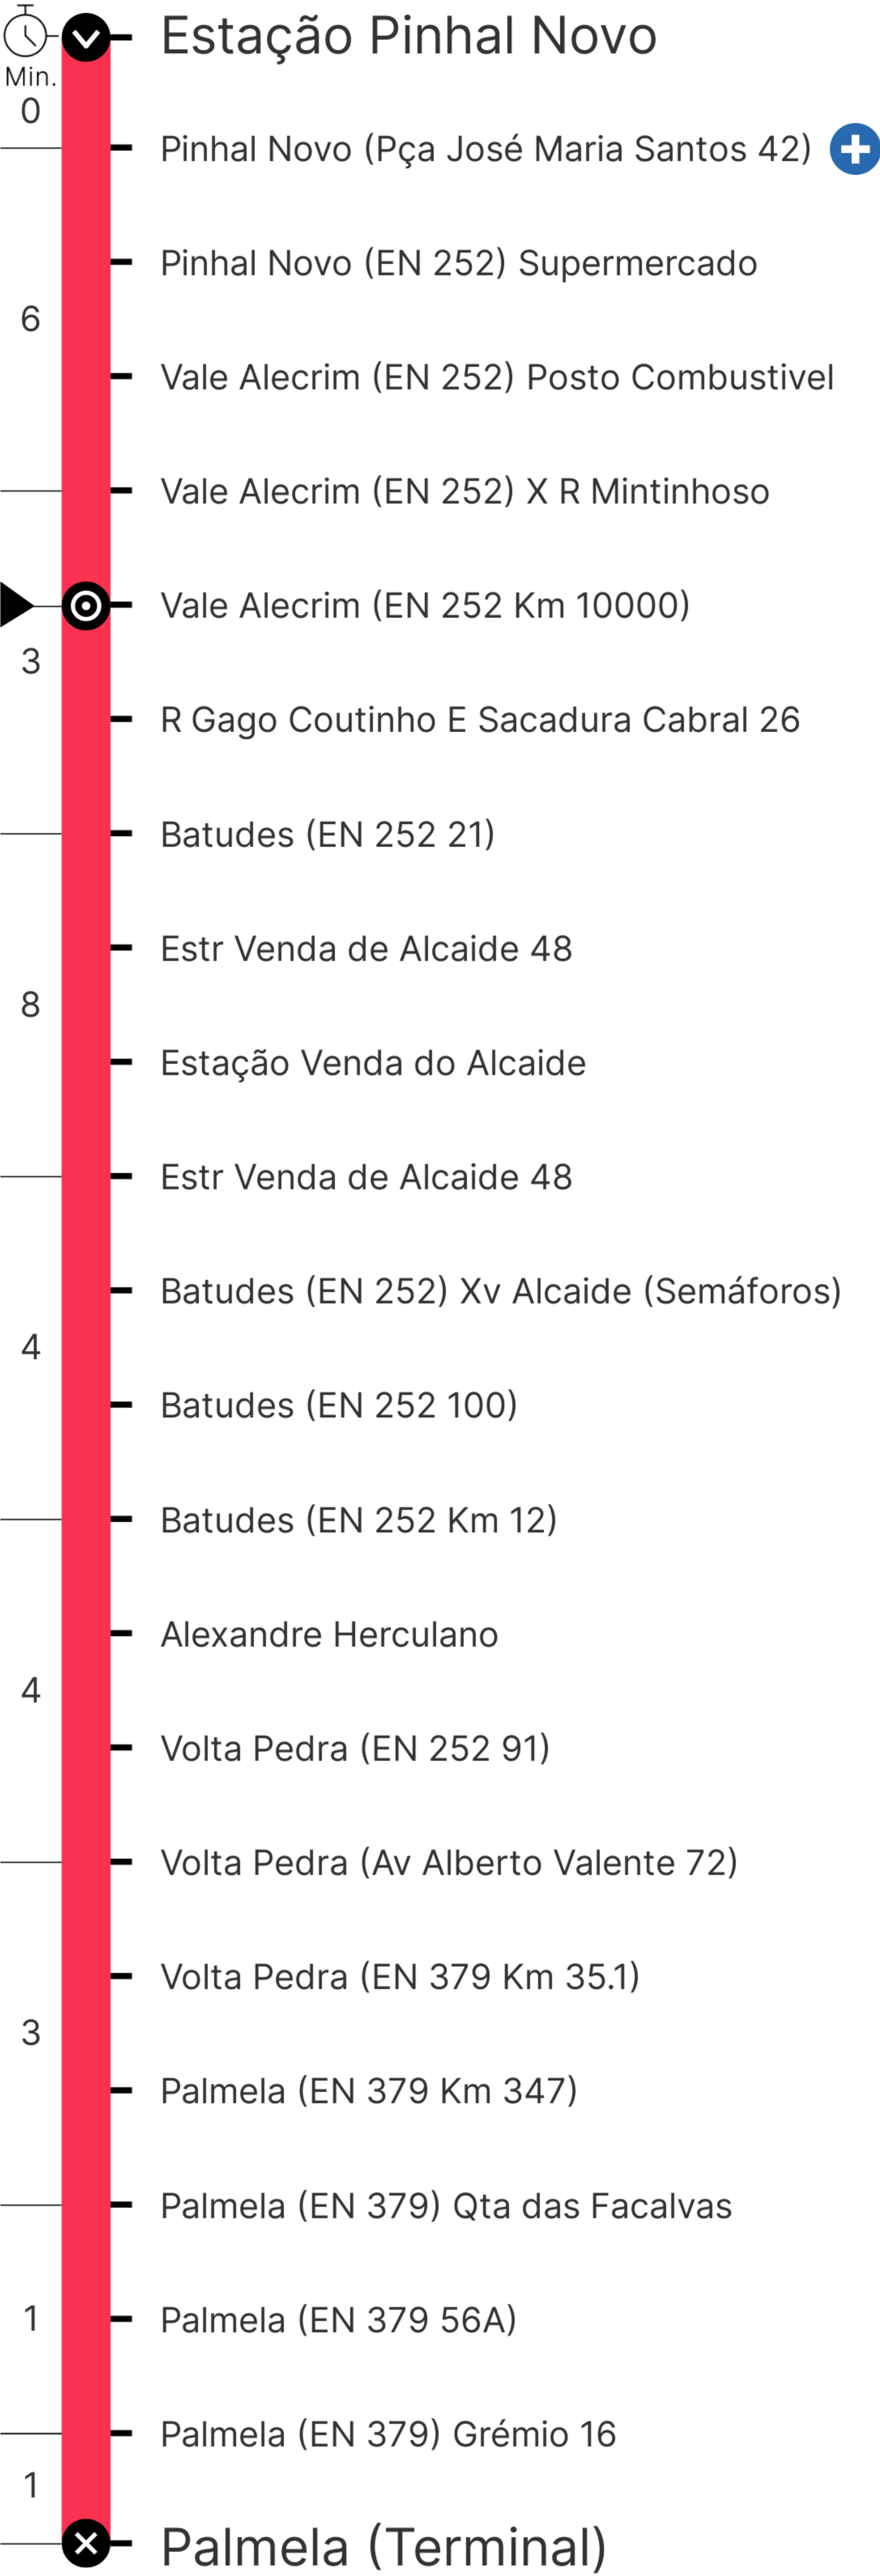 Estação Pinhal Novo
Min.
0
Pinhal Novo (Pça José Maria Santos 42)
Pinhal Novo (EN 252) Supermercado
6
Vale Alecrim (EN 252) Posto Combustivel
Vale Alecrim (EN 252) X R Mintinhoso
Vale Alecrim (EN 252 Km 10000)
3
R Gago Coutinho E Sacadura Cabral 26
Batudes (EN 252 21)
Estr Venda de Alcaide 48
8
Estação Venda do Alcaide
Estr Venda de Alcaide 48
Batudes (EN 252) Xv Alcaide (Semáforos)
4
Batudes (EN 252 100)
Batudes (EN 252 Km 12)
Alexandre Herculano
4
Volta Pedra (EN 252 91)
Volta Pedra (Av Alberto Valente 72)
Volta Pedra (EN 379 Km 35.1)
3
Palmela (EN 379 Km 347)
Palmela (EN 379) Qta das Facalvas
1
Palmela (EN 379 56A)
Palmela (EN 379) Grémio 16
1
Palmela (Terminal)